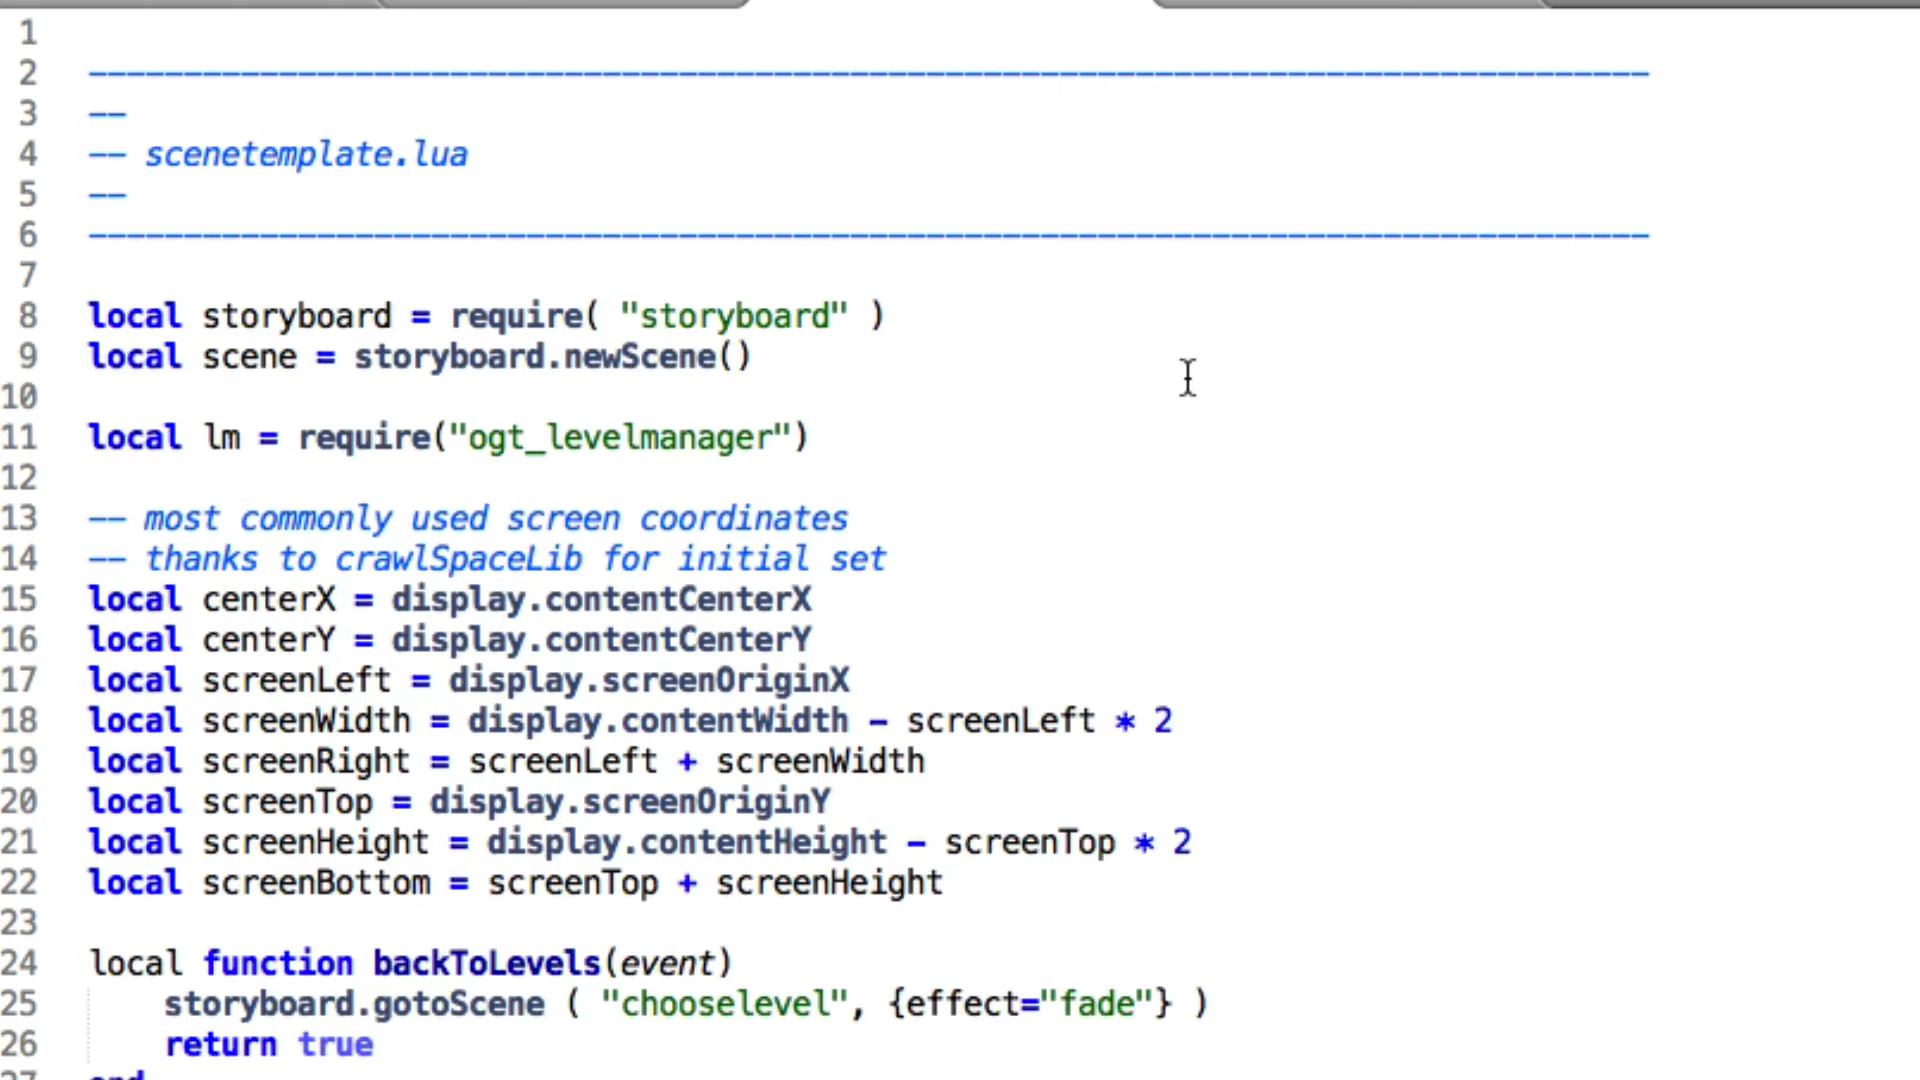 1
2 -----------------------------------------------------------------------------------
3 --
4 -- scenetemplate.lua
5 --
6 -----------------------------------------------------------------------------------
7
8 local storyboard = require( "storyboard" )
9 local scene = storyboard.newScene()
10
11 local lm = require("ogt_levelmanager")
12
13 -- most commonly used screen coordinates
14 -- thanks to crawlSpaceLib for initial set
15 local centerX = display.contentCenterX
16 local centerY = display.contentCenterY
17 local screenLeft = display.screenOriginX
18 local screenWidth = display.contentWidth - screenLeft * 2
19 local screenRight = screenLeft + screenWidth
20 local screenTop = display.screenOriginY
21 local screenHeight = display.contentHeight - screenTop * 2
22 local screenBottom = screenTop + screenHeight
23
24 local function backToLevels(event)
25 storyboard.gotoScene ( "chooselevel", {effect="fade"} )
26 return true
27 end